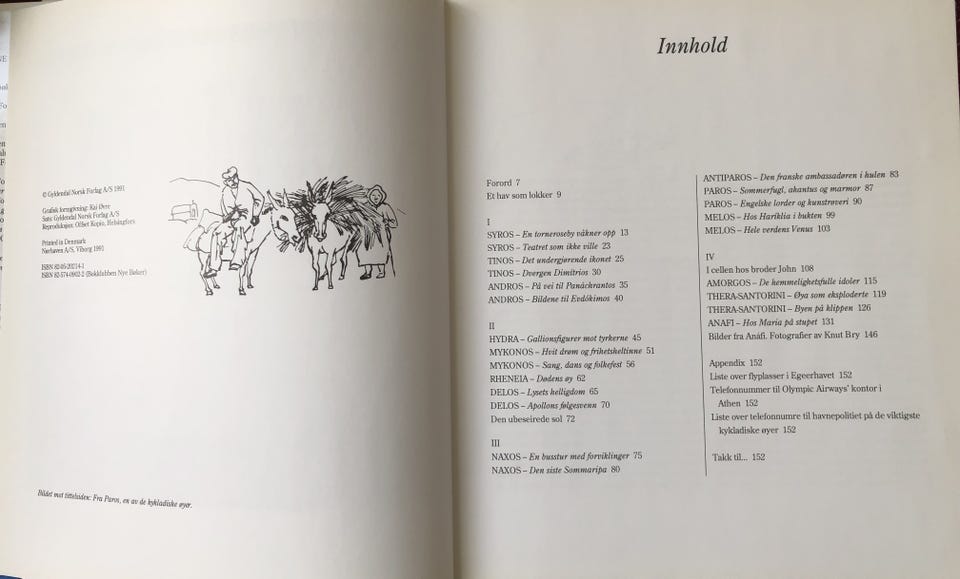 © Gyldendal Norsk Forlag A/S 1991
Grafisk formgivning: Kai Øvre
Sats: Gyldendal Norsk Forlag A/S
Reproduksjon: Offset Kopio, Helsingfors
Printed in Denmark
Nørhaven A/S, Viborg 1991
ISBN 82-05-20214-1
ISBN 82-574-0902-2 (Bokklubben Nye Bøker)
Bildet mot tittelsiden: Fra Paros, en av de kykladiske øyer.
Innhold
Forord 7
Et hav som lokker 9
I
SYROS – En torneroseby våkner opp 13
SYROS – Teatret som ikke ville 23
TINOS – Det undergjørende ikonet 25
TINOS – Dvergen Dimítrios 30
ANDROS – På vei til Panáchrantos 35
ANDROS – Bildene til Evdókimos 40
II
HYDRA – Gallionsfigurer mot tyrkerne 45
MYKONOS – Hvit drøm og frihetskeltinne 51
MYKONOS – Sang, dans og folkefest 56
RHENEIA – Dødens øy 62
DELOS – Lysets helligdom 65
DELOS – Apollons følgesvenn 70
Den ubeseirede sol 72
III
NAXOS – En busstur med forviklinger 75
NAXOS – Den siste Sommaripa 80
ANTIPAROS – Den franske ambassadøren i hulen 83
PAROS – Sommerfugl, akantus og marmor 87
PAROS – Engelske lorder og kunstrøveri 90
MELOS – Hos Haríklia i bukten 99
MELOS – Hele verdens Venus 103
IV
I cellen hos broder John 108
AMORGOS – De hemmelighetsfulle idoler 115
THERA-SANTORINI – Øya som eksploderte 119
THERA-SANTORINI – Byen på klippen 126
ANAFI – Hos Maria på stupet 131
Bilder fra Anáfi. Fotografier av Knut Bry 146
Appendix 152
Liste over flyplasser i Egeerhavet 152
Telefonnummer til Olympic Airways' kontor i
Athen 152
Liste over telefonnumre til havnepolitiet på de viktigste
kykladiske øyer 152
Takk til... 152